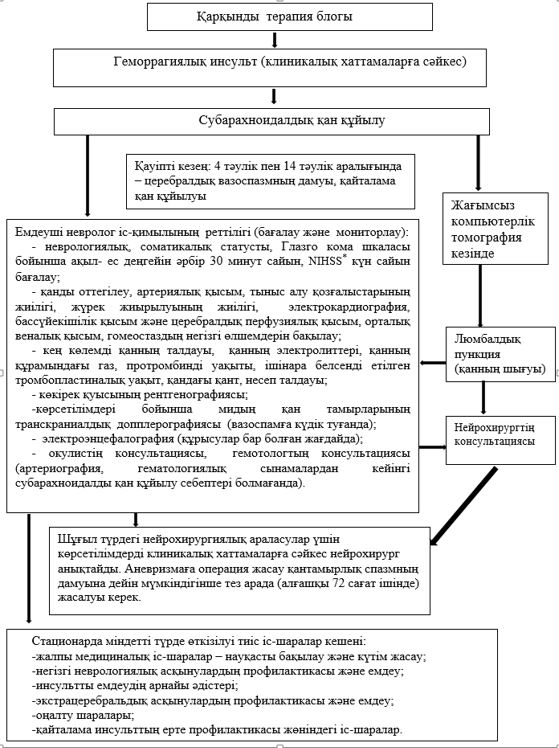 Қарқынды терапия блогы
Геморрагиялық инсульт (клиникалық хаттамаларға сәйкес)
Субарахноидалдық қан құйылу
Қауіпті кезең: 4 тәулік пен 14 тәулік аралығында
– церебралдық вазоспазмның дамуы, қайталама
қан құйылуы
Жағымсыз
компьютерлік
томография
кезінде
Емдеуші невролог іс-қимылының реттілігі (бағалау және мониторлау):
- неврологиялық, соматикалық статусты, Глазго кома шкаласы
бойынша ақыл- ес деңгейін әрбір 30 минут сайын, NIHSS* күн сайын
бағалау;
- қанды оттегілеу, артериялық қысым, тыныс алу қозғалыстарының
жиілігі, жүрек жиырылуының жиілігі, электрокардиография,
бассүйекішілік қысым және церебралдық перфузиялық қысым, орталық
веналық қысым, гомеостаздың негізгі өлшемдерін бақылау;
- кең көлемді қанның талдауы, қанның электролиттері, қанның
құрамындағы газ, протромбинді уақыты, ішінара белсенді етілген
тромбопластиналық уақыт, қандағы қант, несеп талдауы;
- көкірек қуысының рентгенографиясы;
-көрсетілімдері бойынша мидың қан тамырларының
транскраниалдық допплерографиясы (вазоспамға күдік туғанда)
- электроэнцефалография (құрысулар бар болған жағдайда);
- окулистің консультациясы, гемотологтың консультациясы
(артериография, гематологиялық сынамалардан кейінгі
субарахноидалды қан құйылу себептері болмағанда).
Люмбалдық
пункция
(қанның шығуы)
Нейрохирургтің
консультациясы
Шұғыл түрдегі нейрохирургиялық араласулар үшін
көрсетілімдерді клиникалық хаттамаларға сәйкес нейрохирург
анықтайды. Аневризмаға операция жасау қантамырлық спазмның
дамуына дейін мүмкіндігінше тез арада (алғашқы 72 сағат ішінде)
жасалуы керек.
Стационарда міндетті түрде өткізілуі тиіс іс-шаралар кешені:
-жалпы медициналық іс-шаралар – науқасты бақылау және күтім жасау;
-негізгі неврологиялық асқынулардың профилактикасы және емдеу;
-инсультты емдеудің арнайы әдістері;
-экстрацеребральдық асқынулардың профилактикасы және емдеу;
-оңалту шаралары;
-қайталама инсульттың ерте профилактикасы жөніндегі іс-шаралар.